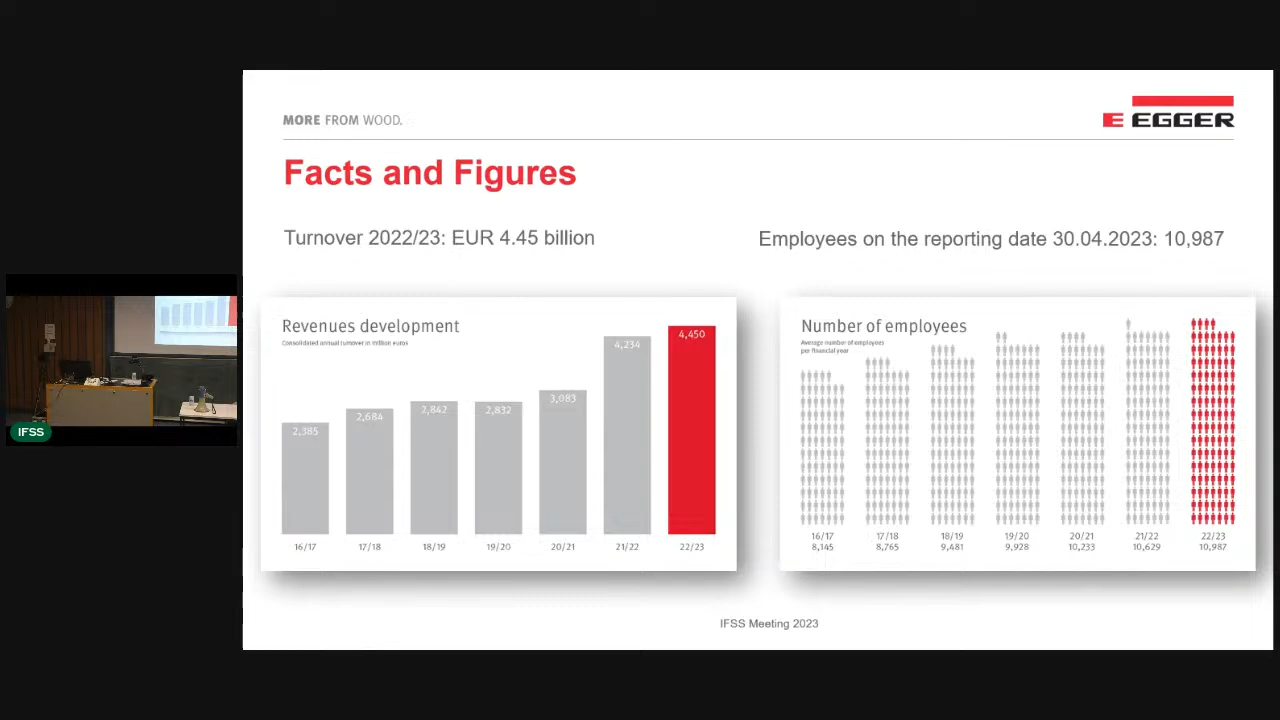 MORE FROM WOOD.
E EGGER
Facts and Figures
Turnover 2022/23: EUR 4.45 billion
Employees on the reporting date 30.04.2023: 10,987
Revenues development
Consolidated annual turnover in million euros
2,385
2,684
2,842
2,832
3,083
4,234
4,450
16/17 17/18 18/19 19/20 20/21 21/22 22/23
Number of employees
Average number of employees
per financial year
16/17 17/18 18/19 19/20 20/21 21/22 22/23
8,145 8,765 9,481 9,928 10,233 10,629 10,987
IFSS
IFSS Meeting 2023